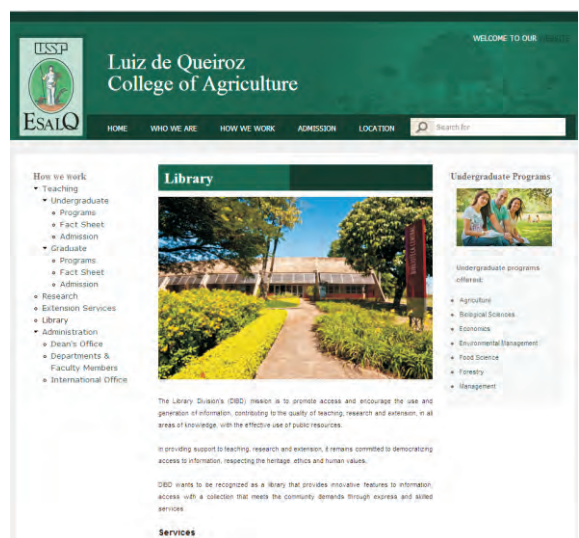 WELCOME TO OUR
USP
ESALQ
Luiz de Queiroz
College of Agriculture
HOME WHO WE ARE HOW WE WORK ADMISSION LOCATION Search for
How we work
Teaching
Undergraduate
Programs
Fact Sheet
Admission
Graduate
Programs
Fact Sheet
Admission
Research
Extension Services
Library
Administration
Dean's Office
Departments &
Faculty Members
International Office
Library
BIBLIOTECA CENTRAL
The Library Division's (DIBD) mission is to promote access and encourage the use and
generation of information, contributing to the quality of teaching, research and extension, in all
areas of knowledge, with the effective use of public resources.
In providing support to teaching, research and extension, it remains committed to democratizing
access to information, respecting the heritage, ethics and human values.
DIBD wants to be recognized as a library that provides innovative features to information,
access with a collection that meets the community demands through express and skilled
services.
Services
Undergraduate Programs
Undergraduate programs
offered:
Agriculture
Biological Sciences
Economics
Environmental Management
Food Science
Forestry
Management